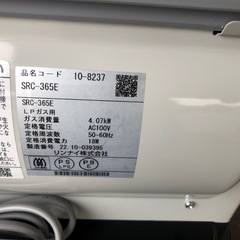 品名コード 10-8237
SRC-365E
SRC-365E
LPガス用
ガス消費量 4.07kW
定格電圧 AC100V
定格周波数 50-60Hz
定格消費電力 18W
製造番号 22.10-039395
PS
LPG
PS
E
リンナイ株式会社